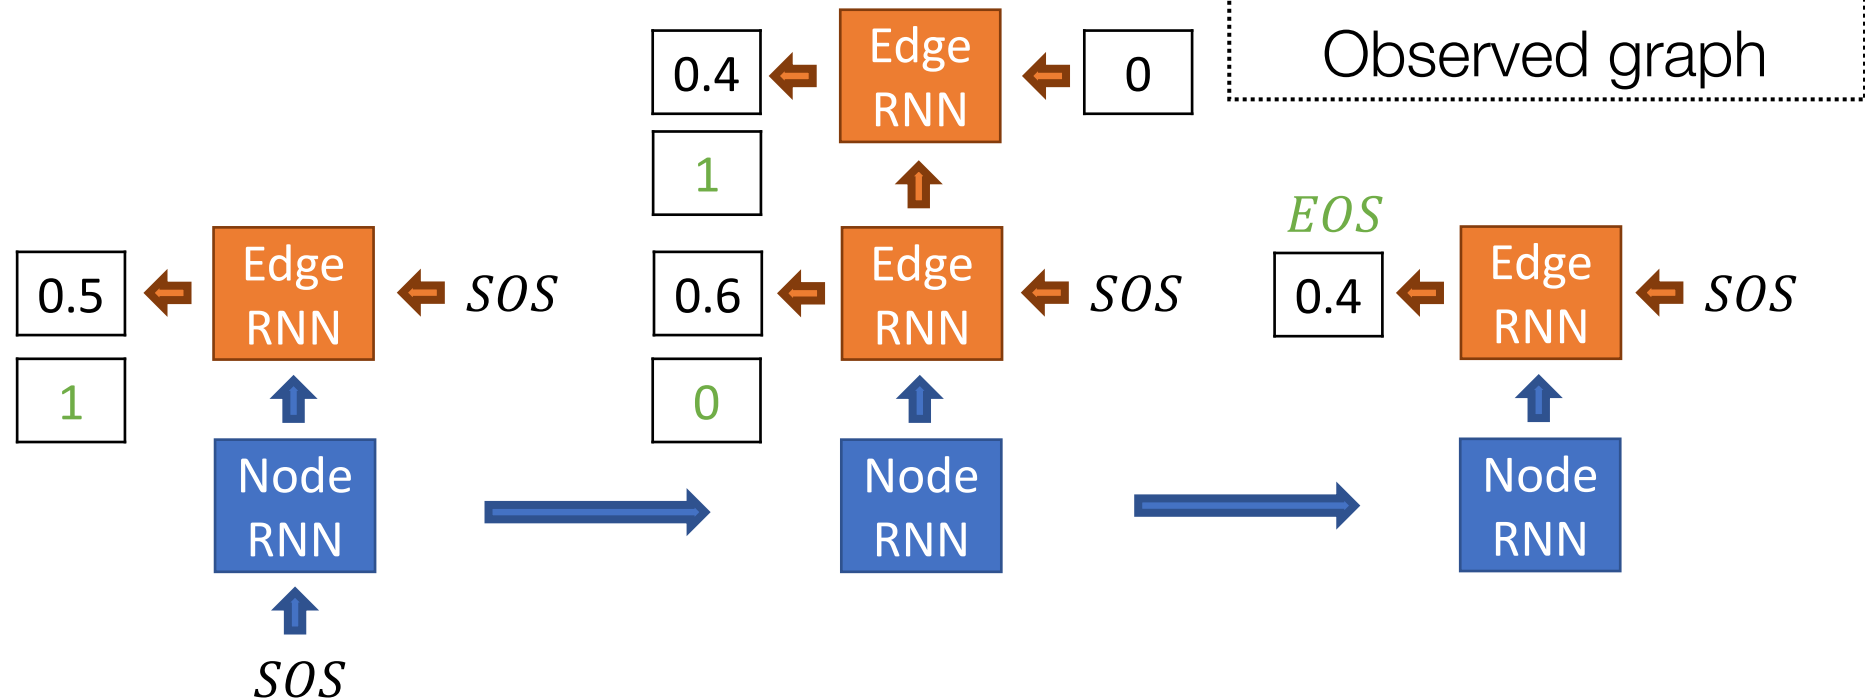 Observed graph
0.4
Edge
RNN
0
1
EOS
0.5
Edge
RNN
SOS
0.6
Edge
RNN
SOS
0.4
Edge
RNN
SOS
1
0
Node
RNN
Node
RNN
Node
RNN
SOS